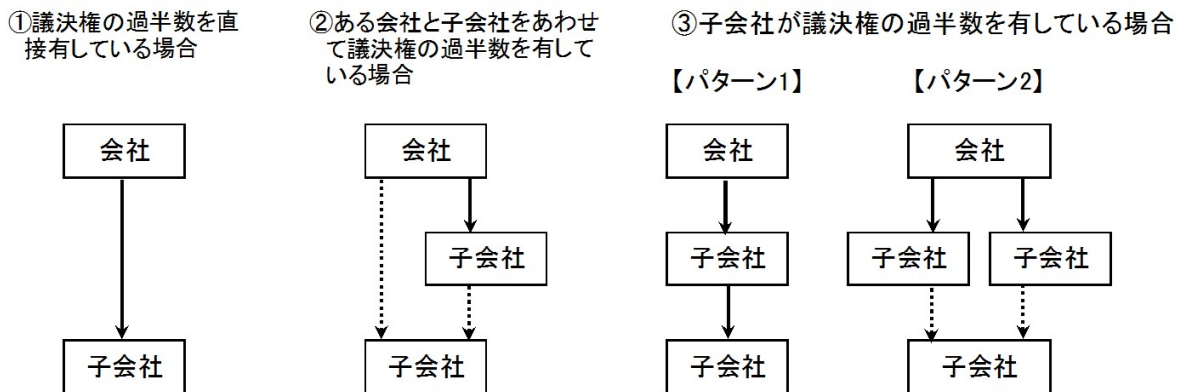 ①議決権の過半数を直
接有している場合
②ある会社と子会社をあわせ
て議決権の過半数を有して
いる場合
③子会社が議決権の過半数を有している場合
【パターン1】
【パターン2】
会社
会社
会社
会社
子会社
子会社
子会社
子会社
子会社
子会社
子会社
子会社